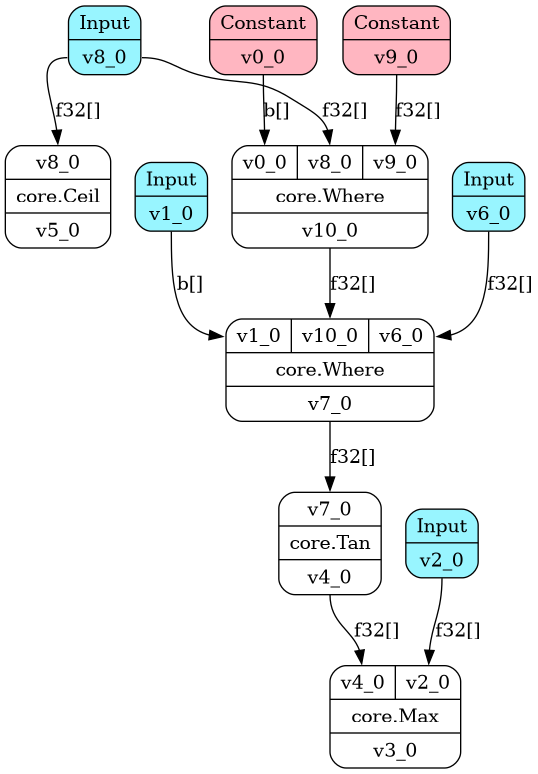 Input
v8_0
Constant
v0_0
Constant
v9_0
f32[]
b[]
f32[]
f32[]
v8_0
core.Ceil
v5_0
Input
v1_0
v0_0 v8_0 v9_0
core.Where
v10_0
Input
v6_0
b[]
f32[]
f32[]
v1_0 v10_0 v6_0
core.Where
v7_0
f32[]
v7_0
core.Tan
v4_0
Input
v2_0
f32[]
f32[]
v4_0 v2_0
core.Max
v3_0